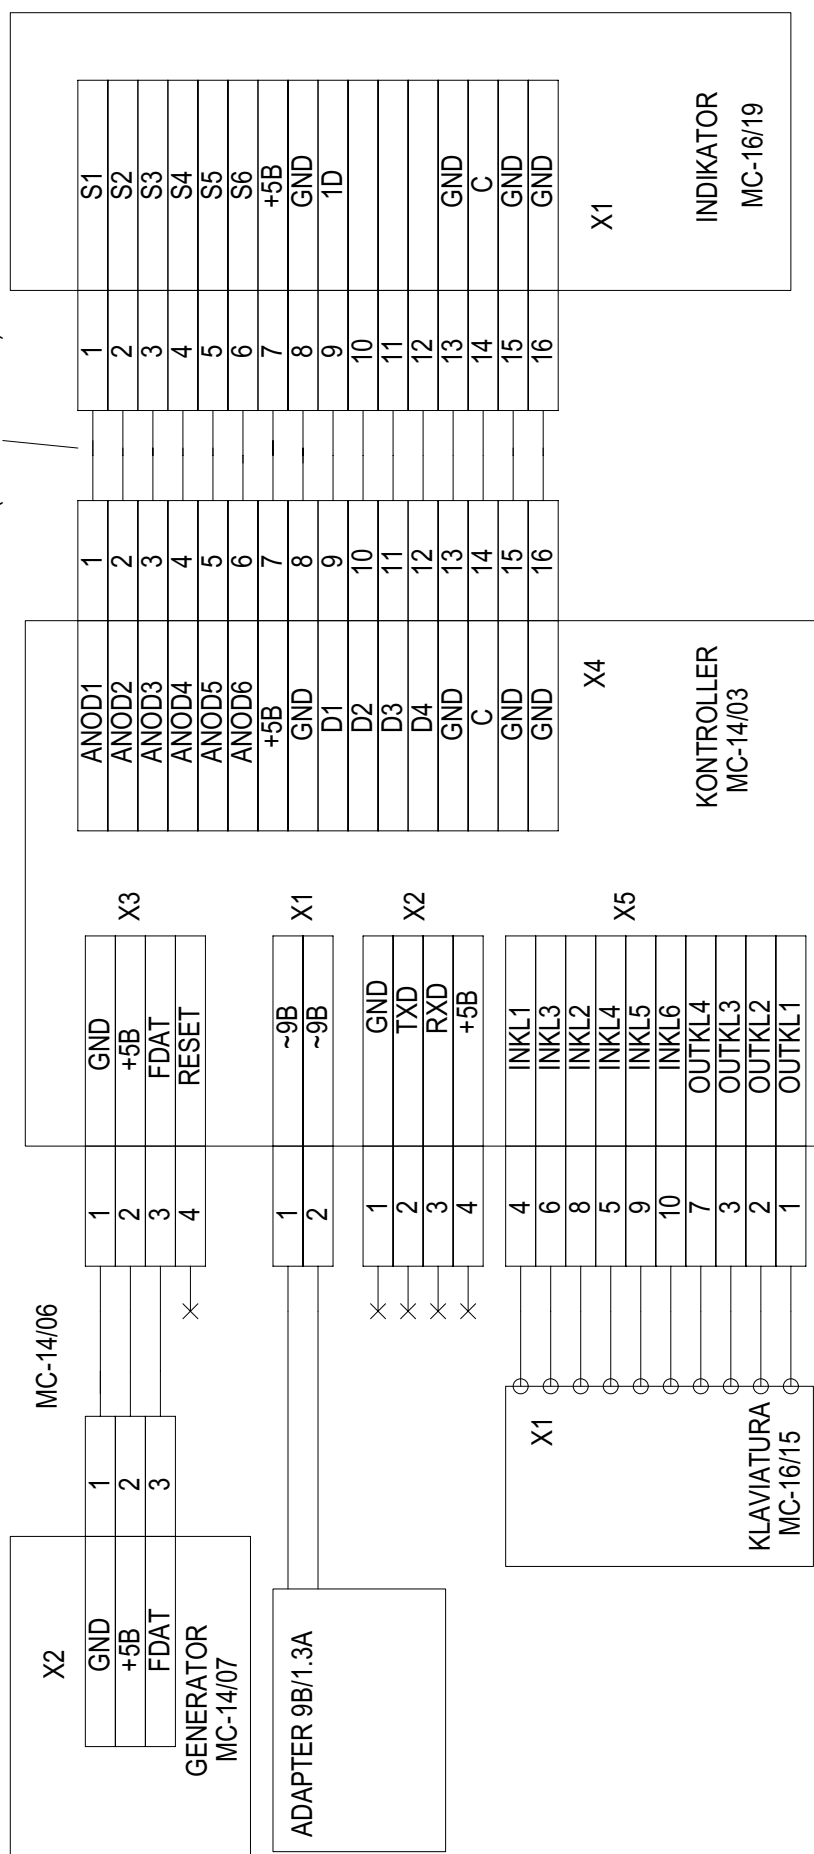 X2
GND
+5B
FDAT
1
2
3
GENERATOR
MC-14/07
MC-14/06
1
2
3
4
GND
+5B
FDAT
RESET
X3
ADAPTER 9B/1.3A
1
2
~9B
~9B
X1
1
2
3
4
GND
TXD
RXD
+5B
X2
X1
KLAVIATURA
MC-16/15
4
6
8
5
9
10
7
3
2
1
INKL1
INKL3
INKL2
INKL4
INKL5
INKL6
OUTKL4
OUTKL3
OUTKL2
OUTKL1
X5
ANOD1
ANOD2
ANOD3
ANOD4
ANOD5
ANOD6
+5B
GND
D1
D2
D3
D4
GND
C
GND
GND
1
2
3
4
5
6
7
8
9
10
11
12
13
14
15
16
X4
KONTROLLER
MC-14/03
1
2
3
4
5
6
7
8
9
10
11
12
13
14
15
16
S1
S2
S3
S4
S5
S6
+5B
GND
1D
GND
C
GND
GND
X1
INDIKATOR
MC-16/19